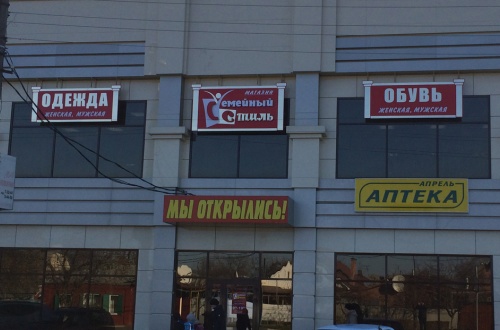 ОДЕЖДА
ЖЕНСКАЯ, МУЖСКАЯ
МАГАЗИН
Семейный
Стиль
ОБУВЬ
ЖЕНСКАЯ, МУЖСКАЯ
АПРЕЛЬ
АПТЕКА
МЫ ОТКРЫЛИСЬ!